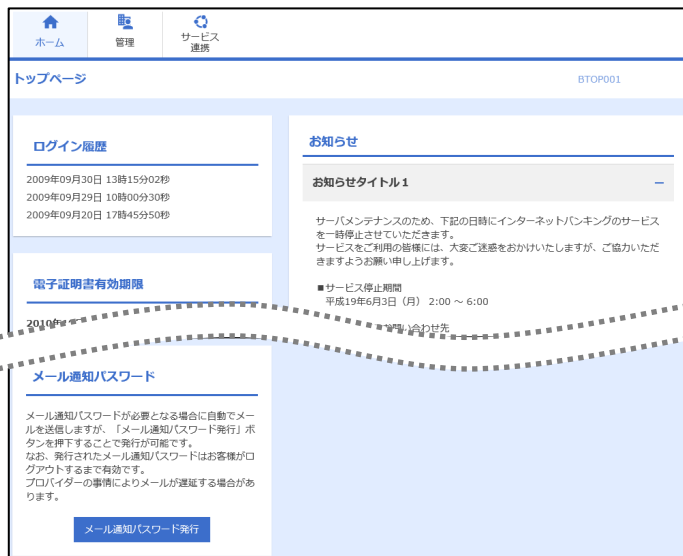 ホーム
管理
サービス
連携
トップページ
BTOP001
ログイン履歴
2009年09月30日 13時15分02秒
2009年09月29日 10時00分30秒
2009年09月20日 17時45分50秒
電子証明書有効期限
2010年
メール通知パスワード
メール通知パスワードが必要となる場合に自動でメー
ルを送信しますが、「メール通知パスワード発行」ボ
タンを押下することで発行が可能です。
なお、発行されたメール通知パスワードはお客様がロ
グアウトするまで有効です。
プロバイダーの事情によりメールが遅延する場合があ
ります。
メール通知パスワード発行
お知らせ
お知らせタイトル1
サーバメンテナンスのため、下記の日時にインターネットバンキングのサービス
を一時停止させていただきます。
サービスをご利用の皆様には、大変ご迷惑をおかけいたしますが、ご協力いただ
きますようお願い申し上げます。
■サービス停止期間
平成19年6月3日（月） 2:00 ～ 6:00
お問い合わせ先